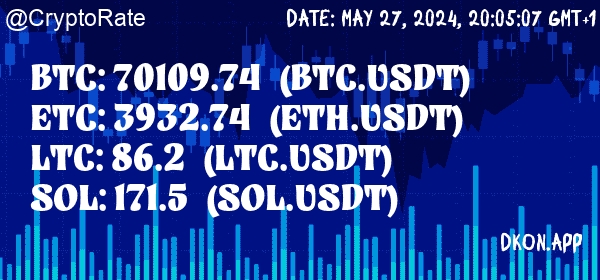 @CryptoRate
DATE: MAY 27, 2024, 20:05:07 GMT+1
BTC: 70109.74 (BTC.USDT)
ETC: 3932.74 (ETH.USDT)
LTC: 86.2 (LTC.USDT)
SOL: 171.5 (SOL.USDT)
DKON.APP